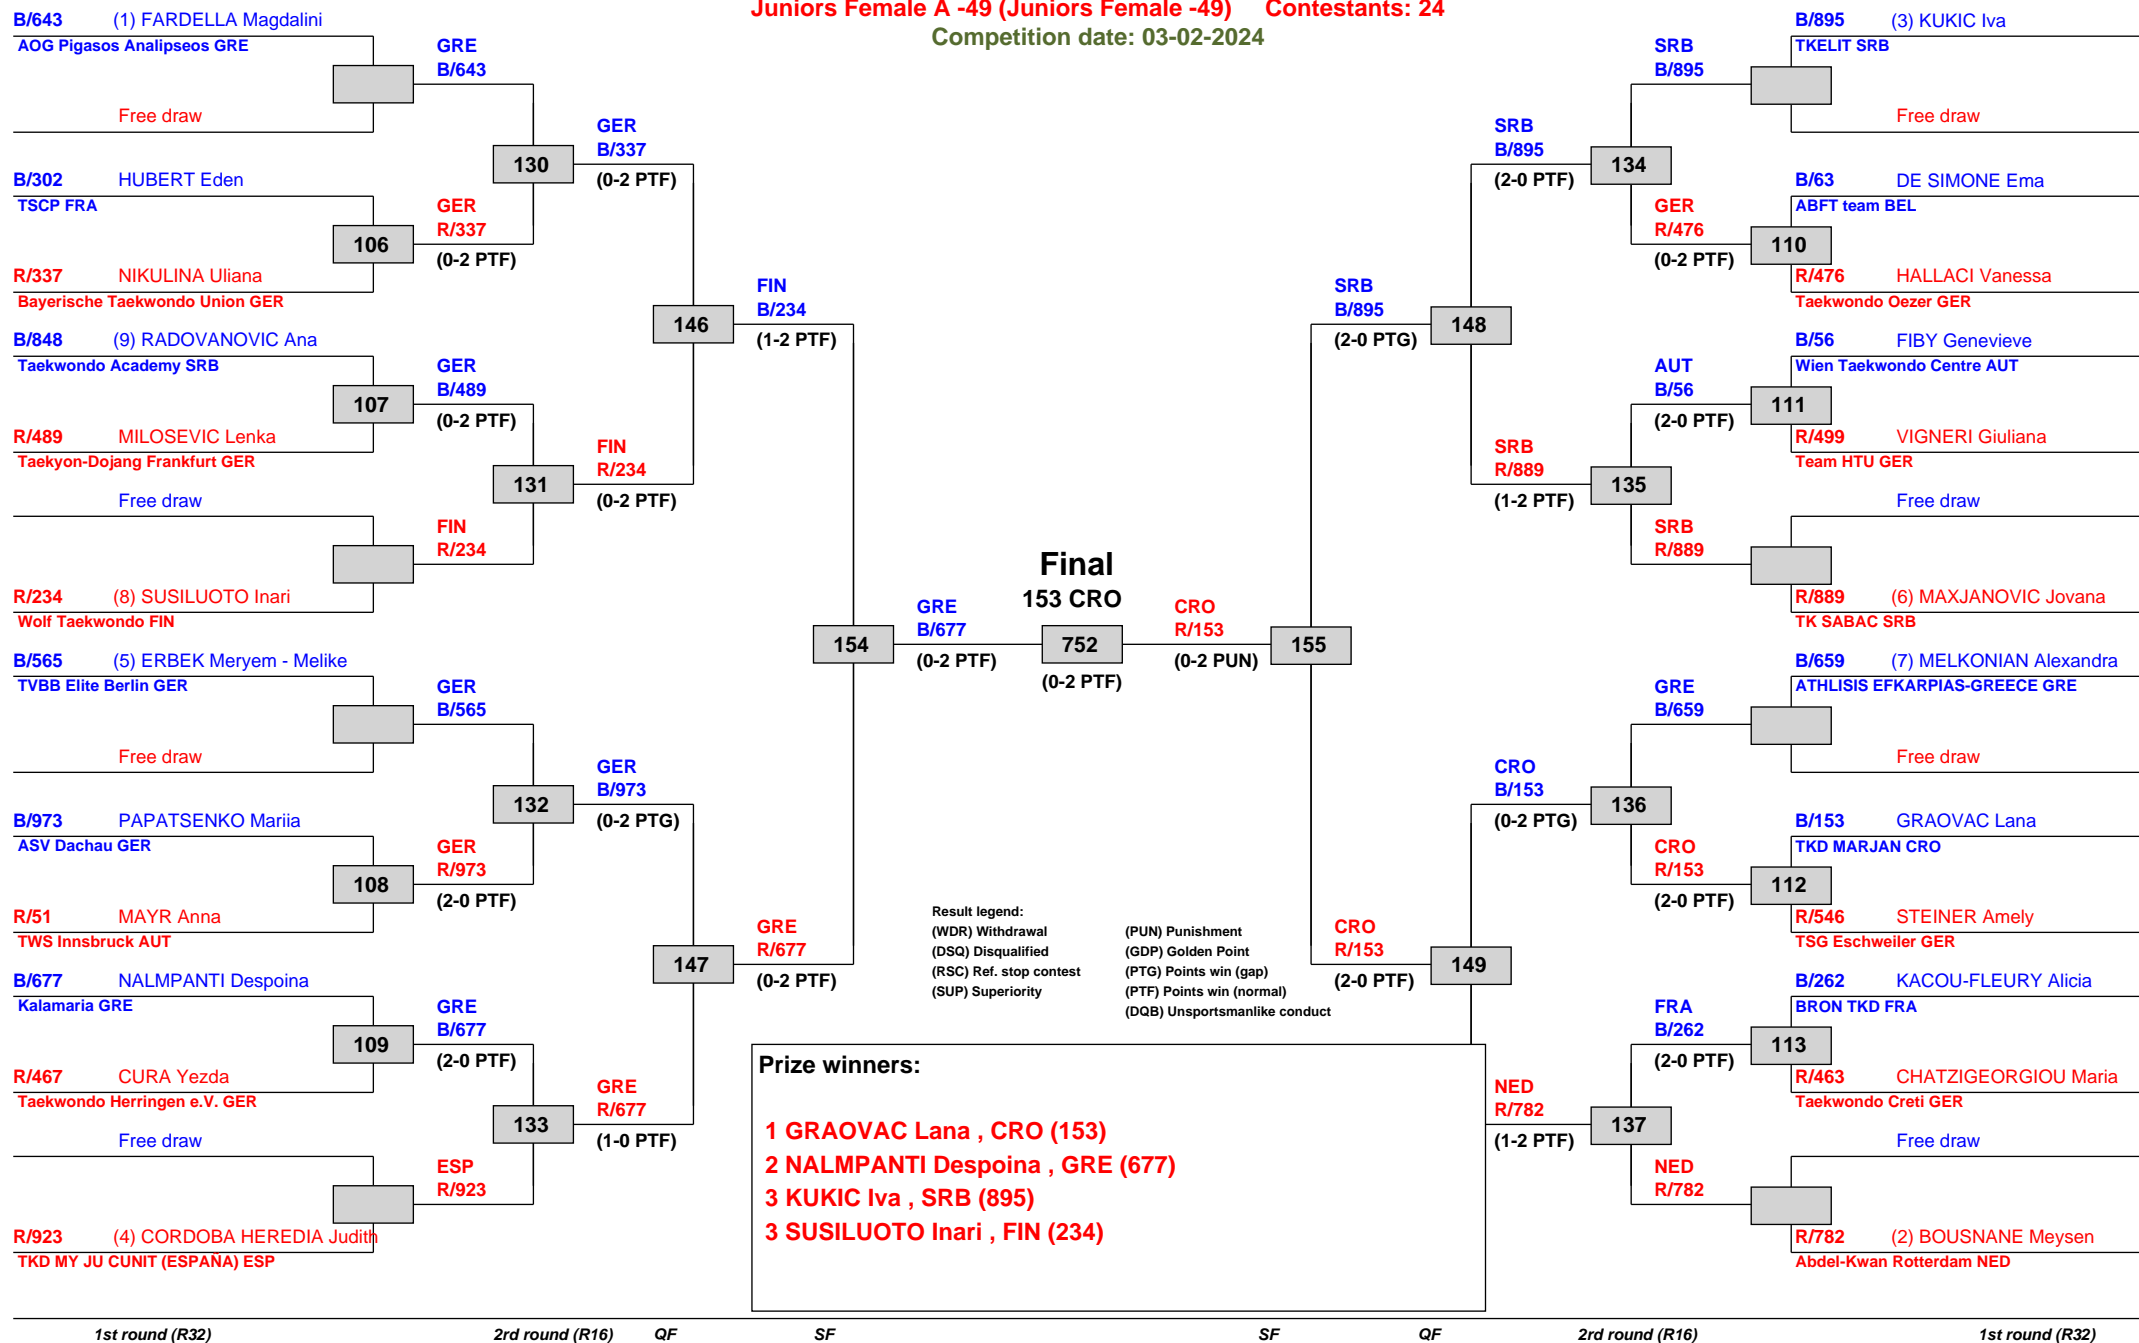 Juniors Female A -49 (Juniors Female -49) Contestants: 24
Competition date: 03-02-2024
B/643 (1) FARDELLA Magdalini
AOG Pigasos Analipseos GRE
Free draw
B/302 HUBERT Eden
TSCP FRA
106
R/337 NIKULINA Uliana
Bayerische Taekwondo Union GER
B/848 (9) RADOVANOVIC Ana
Taekwondo Academy SRB
107
R/489 MILOSEVIC Lenka
Taekyon-Dojang Frankfurt GER
Free draw
R/234 (8) SUSILUOTO Inari
Wolf Taekwondo FIN
B/565 (5) ERBEK Meryem - Melike
TVBB Elite Berlin GER
Free draw
B/973 PAPATSENKO Mariia
ASV Dachau GER
108
R/51 MAYR Anna
TWS Innsbruck AUT
B/677 NALMPANTI Despoina
Kalamaria GRE
109
R/467 CURA Yezda
Taekwondo Herringen e.V. GER
Free draw
R/923 (4) CORDOBA HEREDIA Judith
TKD MY JU CUNIT (ESPAÑA) ESP
GRE
B/643
130
GER
R/337
(0-2 PTF)
GER
B/489
(0-2 PTF)
131
FIN
R/234
GER
B/565
132
GER
R/973
(2-0 PTF)
GRE
B/677
(2-0 PTF)
133
ESP
R/923
GER
B/337
(0-2 PTF)
146
FIN
R/234
(0-2 PTF)
GER
B/973
(0-2 PTG)
147
GRE
R/677
(1-0 PTF)
FIN
B/234
(1-2 PTF)
154
GRE
R/677
(0-2 PTF)
GRE
B/677
(0-2 PTF)
Final
153 CRO
752
(0-2 PTF)
CRO
R/153
(0-2 PUN)
155
SRB
B/895
(2-0 PTG)
148
CRO
R/153
(2-0 PTF)
149
SRB
B/895
(2-0 PTF)
134
SRB
R/889
(1-2 PTF)
135
CRO
B/153
(0-2 PTG)
136
NED
R/782
(1-2 PTF)
137
SRB
B/895
GER
R/476
(0-2 PTF)
110
AUT
B/56
(2-0 PTF)
111
SRB
R/889
GRE
B/659
CRO
R/153
(2-0 PTF)
112
FRA
B/262
(2-0 PTF)
113
NED
R/782
B/895 (3) KUKIC Iva
TKELIT SRB
Free draw
B/63 DE SIMONE Ema
ABFT team BEL
R/476 HALLACI Vanessa
Taekwondo Oezer GER
B/56 FIBY Genevieve
Wien Taekwondo Centre AUT
R/499 VIGNERI Giuliana
Team HTU GER
Free draw
R/889 (6) MAXJANOVIC Jovana
TK SABAC SRB
B/659 (7) MELKONIAN Alexandra
ATHLISIS EFKARPIAS-GREECE GRE
Free draw
B/153 GRAOVAC Lana
TKD MARJAN CRO
R/546 STEINER Amely
TSG Eschweiler GER
B/262 KACOU-FLEURY Alicia
BRON TKD FRA
R/463 CHATZIGEORGIOU Maria
Taekwondo Creti GER
Free draw
R/782 (2) BOUSNANE Meysen
Abdel-Kwan Rotterdam NED
Result legend:
(WDR) Withdrawal (PUN) Punishment
(DSQ) Disqualified (GDP) Golden Point
(RSC) Ref. stop contest (PTG) Points win (gap)
(SUP) Superiority (PTF) Points win (normal)
(DQB) Unsportsmanlike conduct
Prize winners:
1 GRAOVAC Lana , CRO (153)
2 NALMPANTI Despoina , GRE (677)
3 KUKIC Iva , SRB (895)
3 SUSILUOTO Inari , FIN (234)
1st round (R32) 2rd round (R16) QF SF SF QF 2rd round (R16) 1st round (R32)